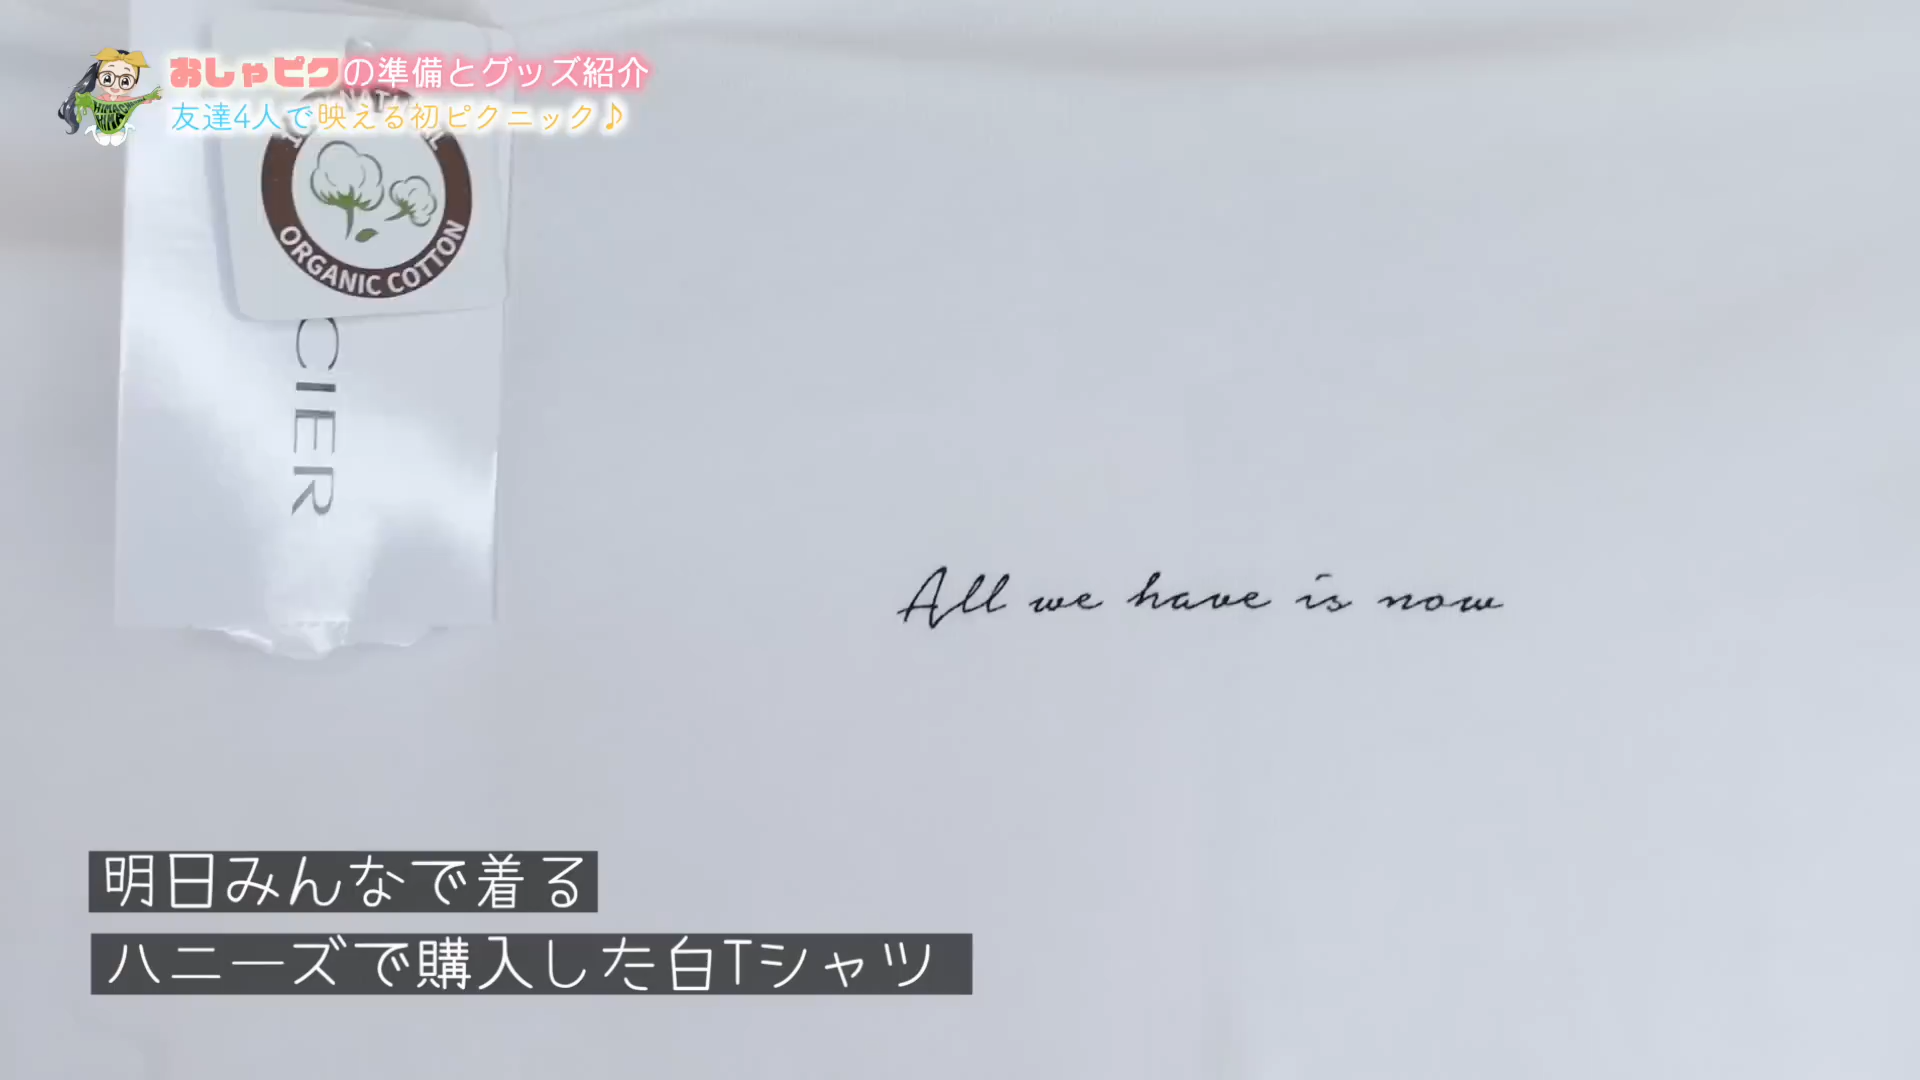 おしゃピクの準備とグッズ紹介
友達4人で映える初ピクニック♪
ORGANIC COTTON
CIER
All we have is now
明日みんなで着る
ハニーズで購入した白Tシャツ